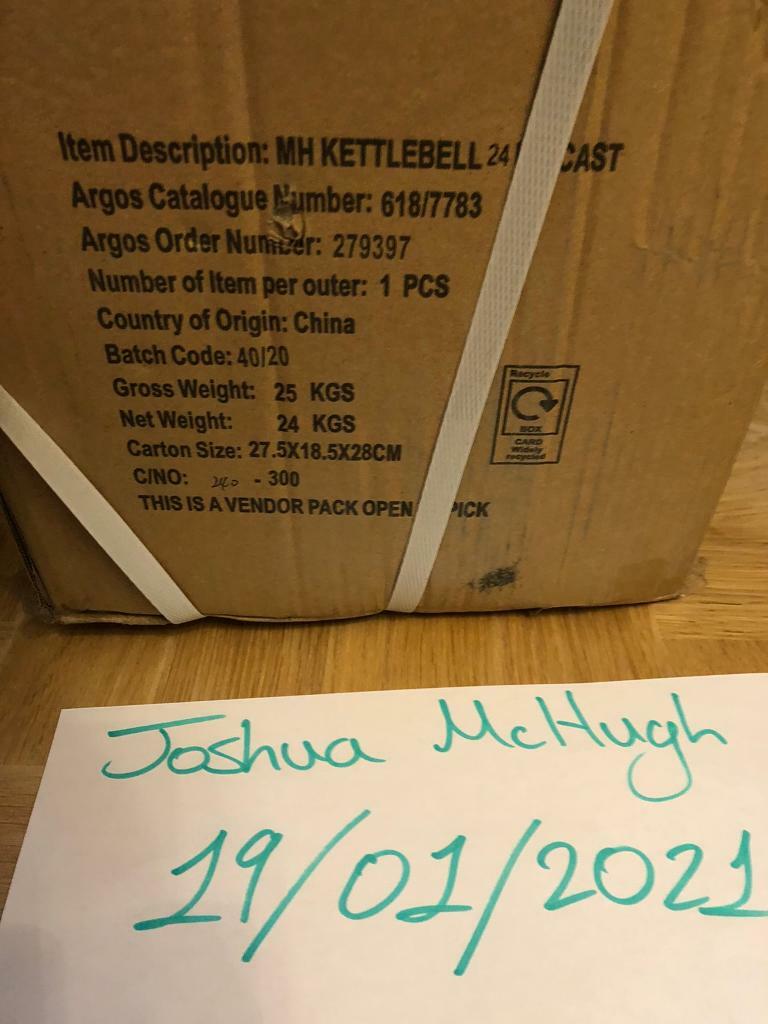 Item Description: MH KETTLEBELL 24 CAST
Argos Catalogue Number: 618/7783
Argos Order Number: 279397
Number of Item per outer: 1 PCS
Country of Origin: China
Batch Code: 40/20
Gross Weight: 25 KGS
Net Weight: 24 KGS
Carton Size: 27.5X18.5X28CM
C/NO: 240 - 300
THIS IS A VENDOR PACK OPEN PICK
Recycle
BOX
CARD
Widely
recycled
Joshua McHugh
19/01/2021